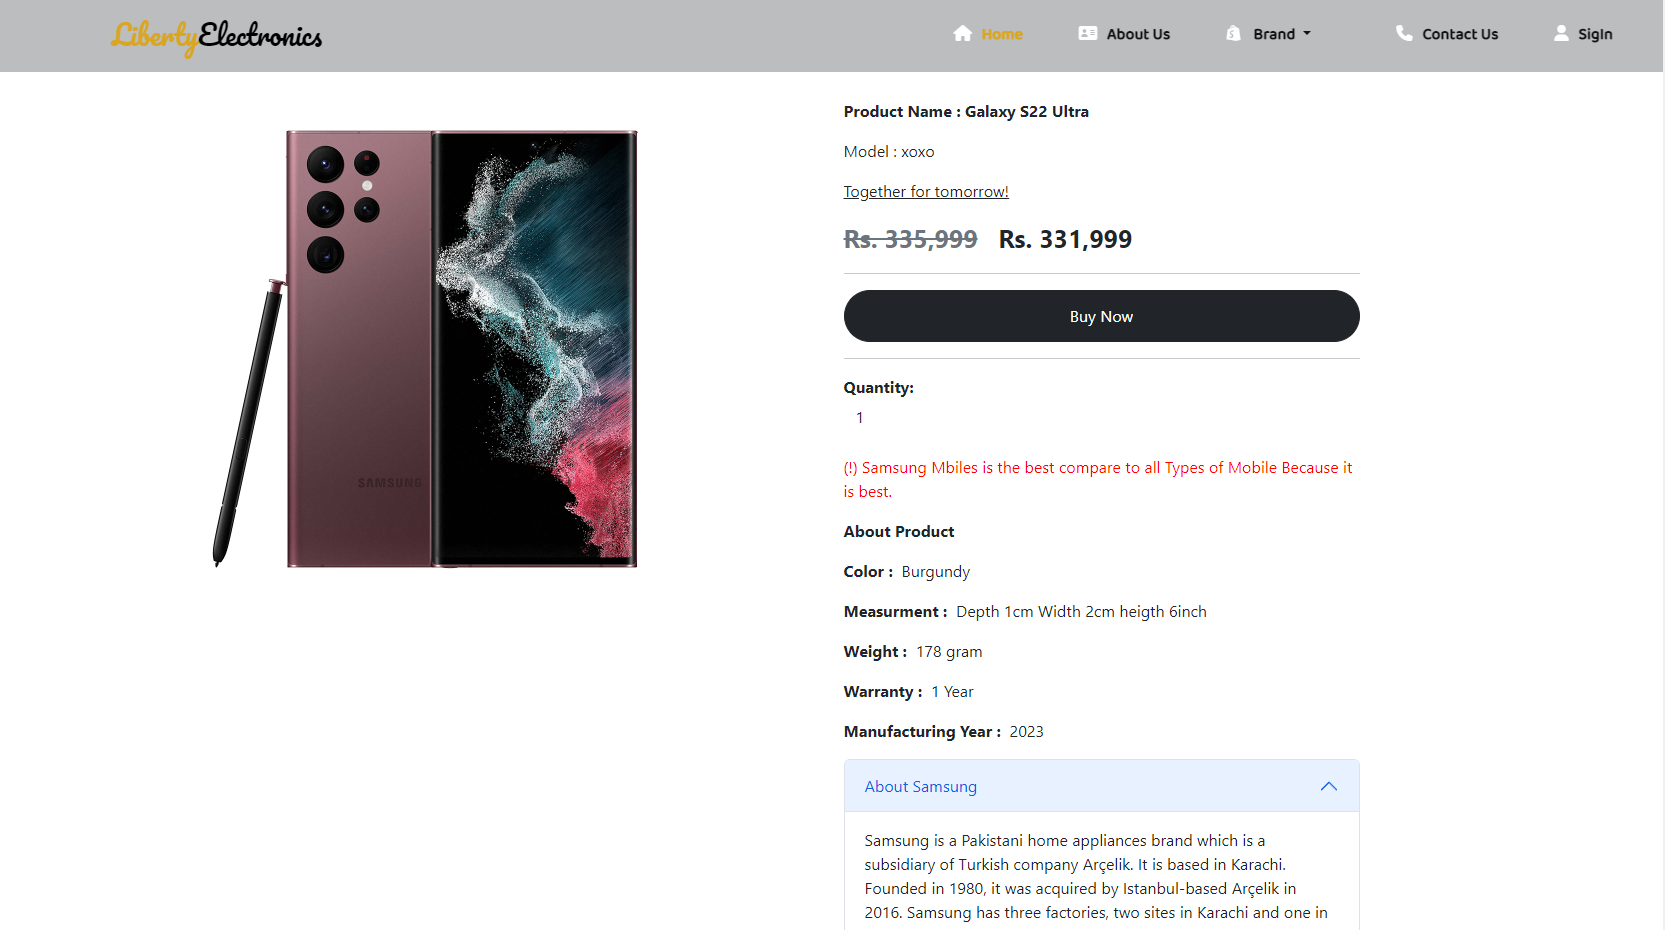 LibertyElectronics
Home
About Us
Brand
Contact Us
SigIn
Product Name : Galaxy S22 Ultra
Model : xoxo
Together for tomorrow!
Rs. 335,999 Rs. 331,999
Buy Now
Quantity:
1
(!) Samsung Mbiles is the best compare to all Types of Mobile Because it
is best.
About Product
Color : Burgundy
Measurment : Depth 1cm Width 2cm heigth 6inch
Weight : 178 gram
Warranty : 1 Year
Manufacturing Year : 2023
About Samsung
Samsung is a Pakistani home appliances brand which is a
subsidiary of Turkish company Arçelik. It is based in Karachi.
Founded in 1980, it was acquired by Istanbul-based Arçelik in
2016. Samsung has three factories, two sites in Karachi and one in
SAMSUNG